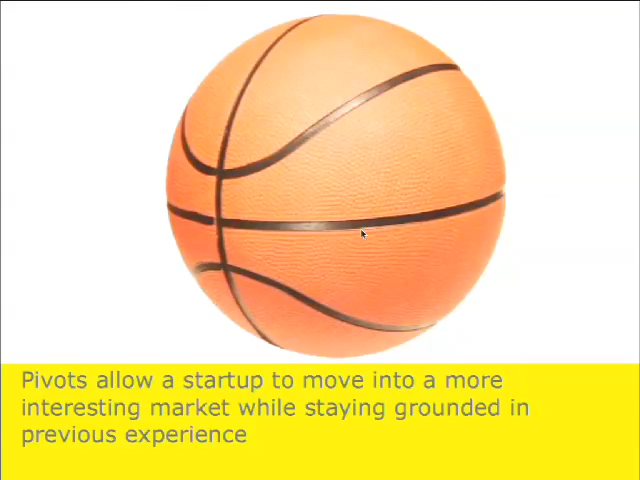 Pivots allow a startup to move into a more
interesting market while staying grounded in
previous experience